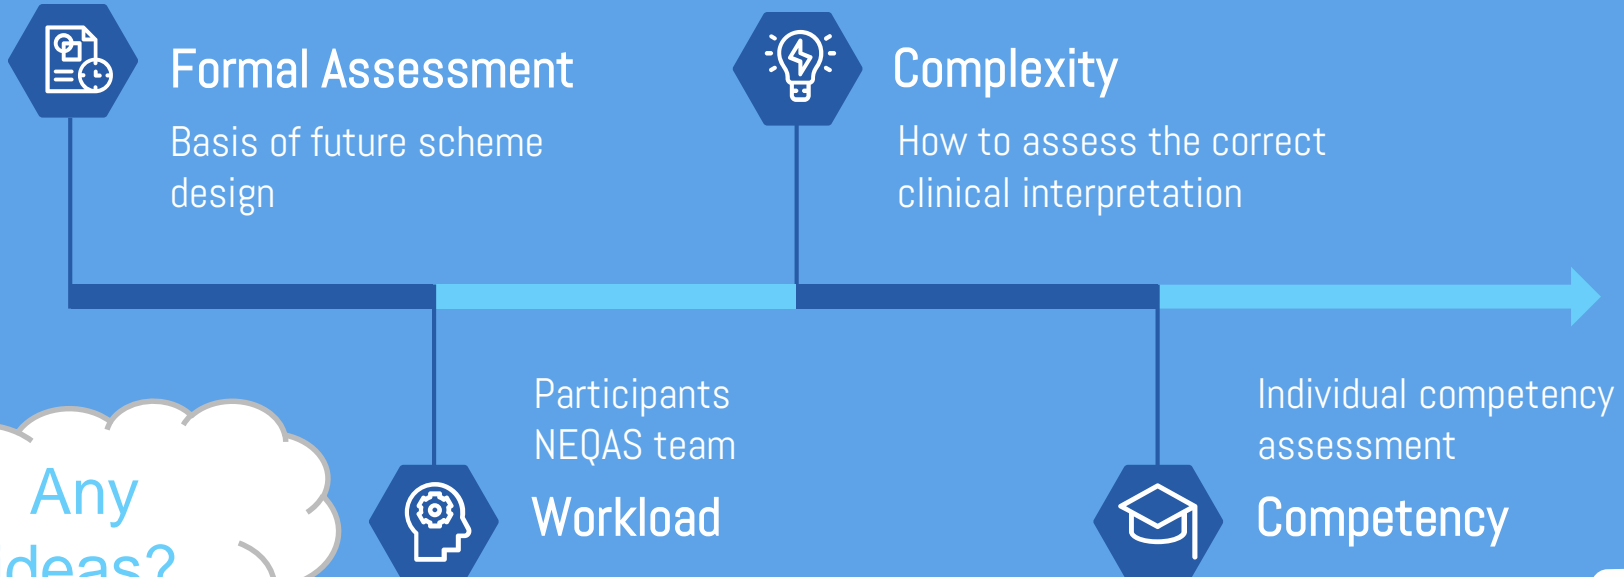 Formal Assessment
Basis of future scheme
design
Complexity
How to assess the correct
clinical interpretation
Participants
NEQAS team
Workload
Individual competency
assessment
Competency
Any
deas?